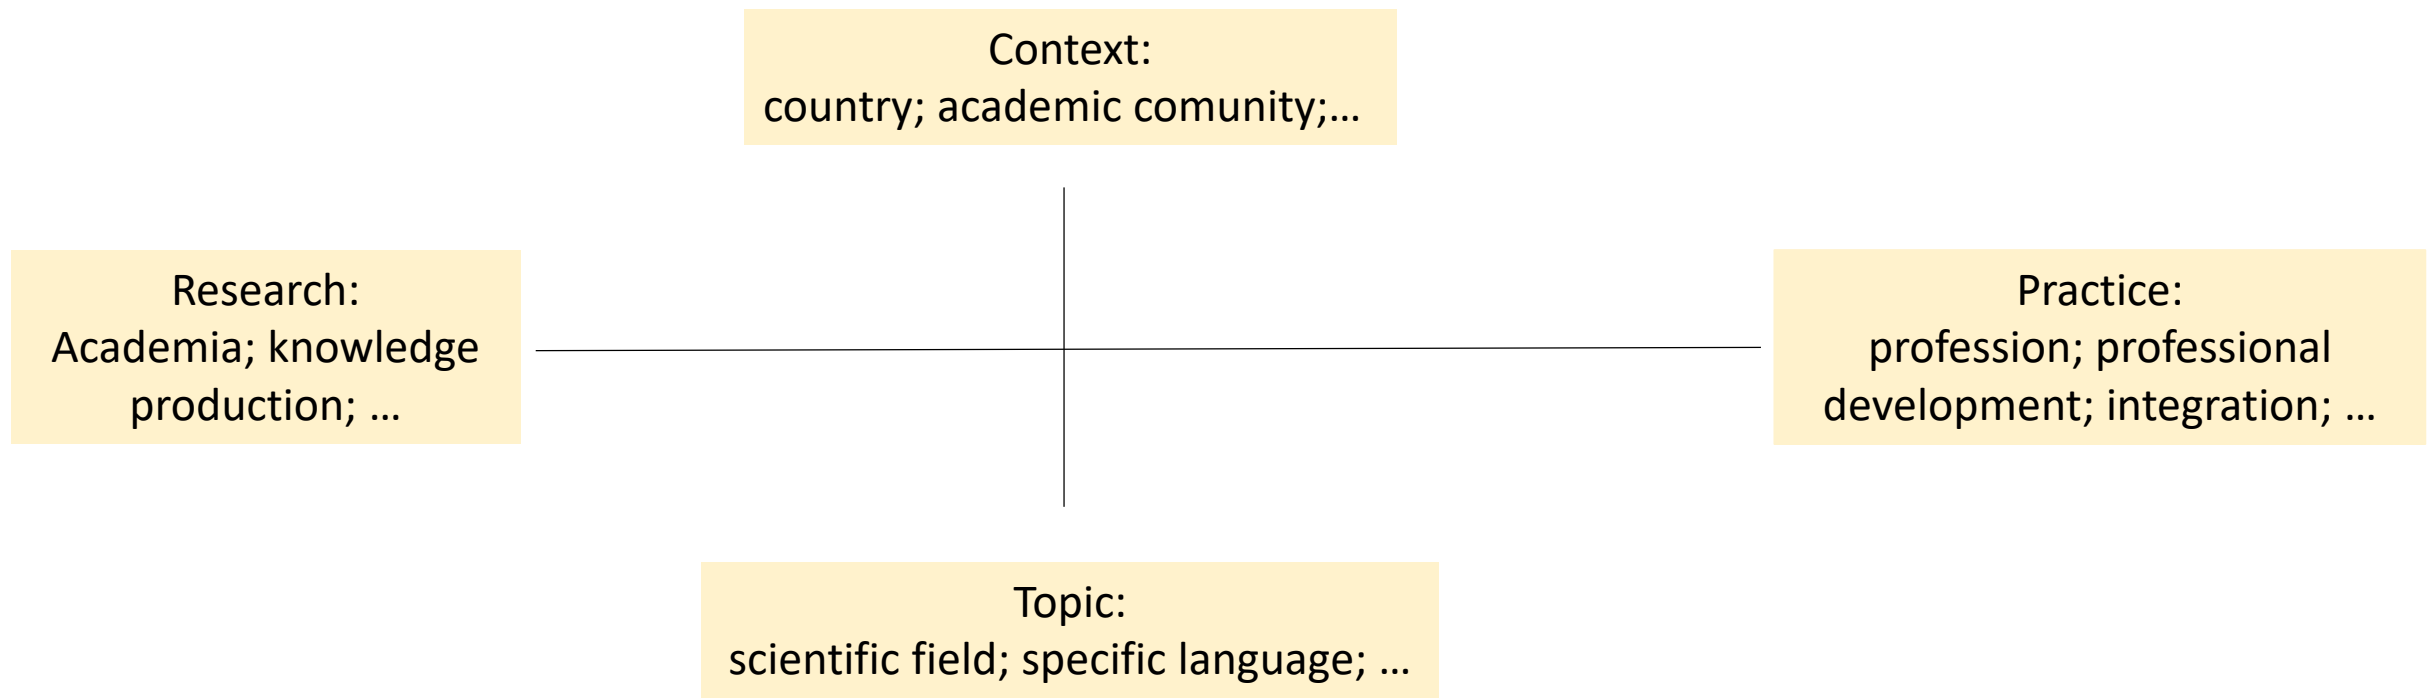 Context:
country; academic comunity;...
Research:
Academia; knowledge
production; ...
Practice:
profession; professional
development; integration; ...
Topic:
scientific field; specific language; ...